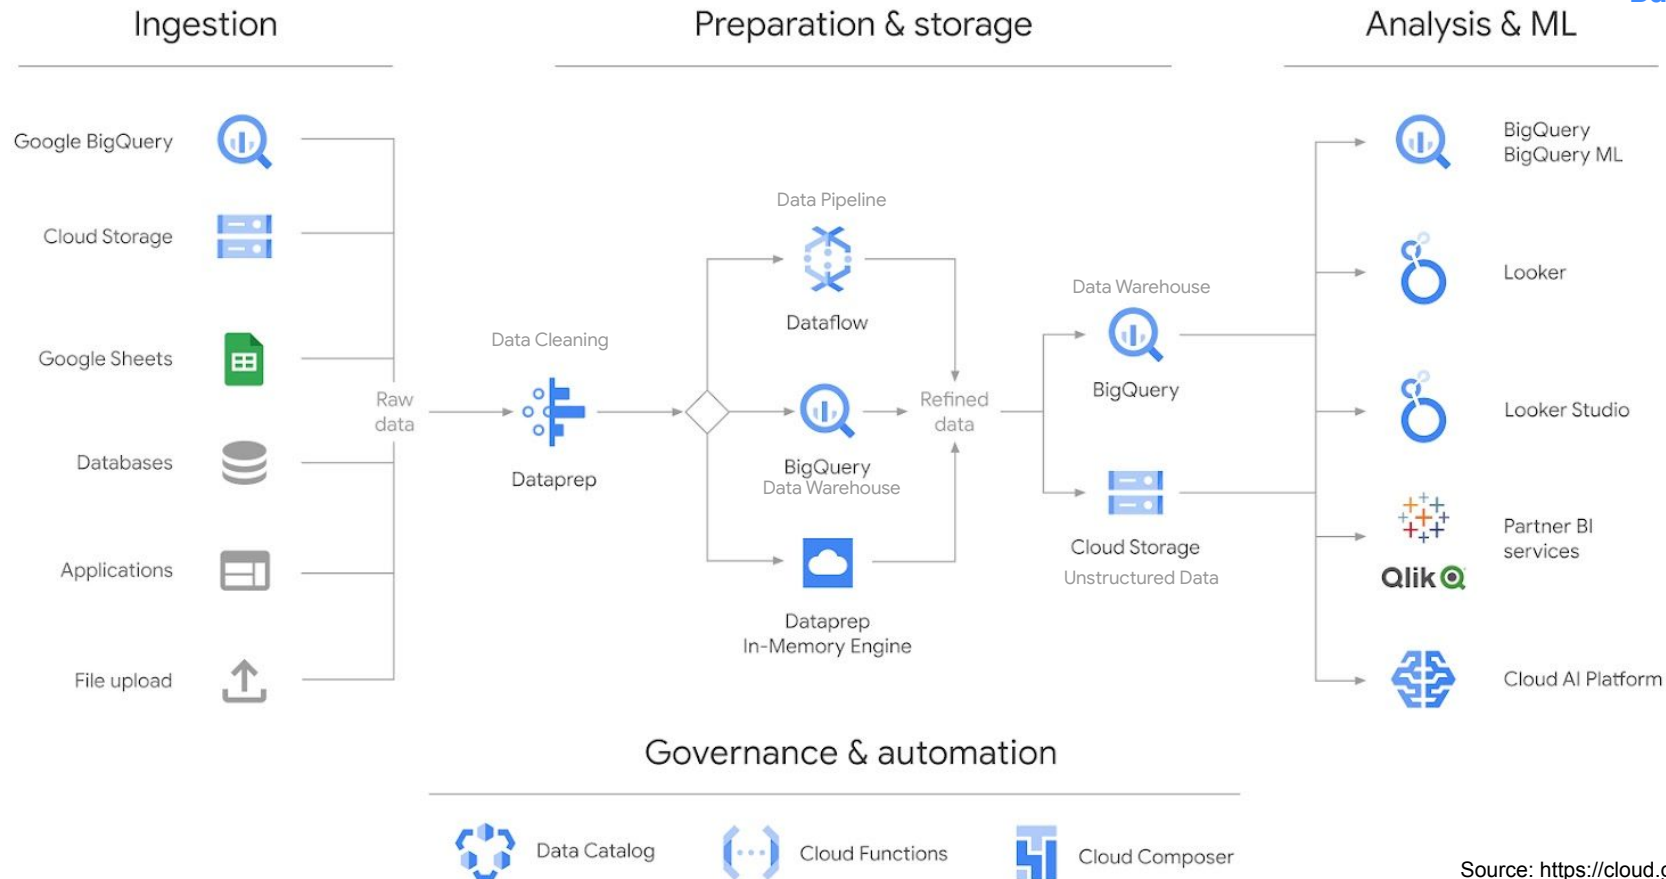 Ingestion
Preparation & storage
Analysis & ML
Google BigQuery
Cloud Storage
Google Sheets
Databases
Applications
File upload
Raw
data
Data Cleaning
Dataprep
Data Pipeline
Dataflow
BigQuery
Data Warehouse
Dataprep
In-Memory Engine
Refined
data
Data Warehouse
BigQuery
Cloud Storage
Unstructured Data
BigQuery
BigQuery ML
Looker
Looker Studio
Partner BI
services
Qlik
Cloud AI Platform
Governance & automation
Data Catalog
Cloud Functions
Cloud Composer
Source: https://cloud.g